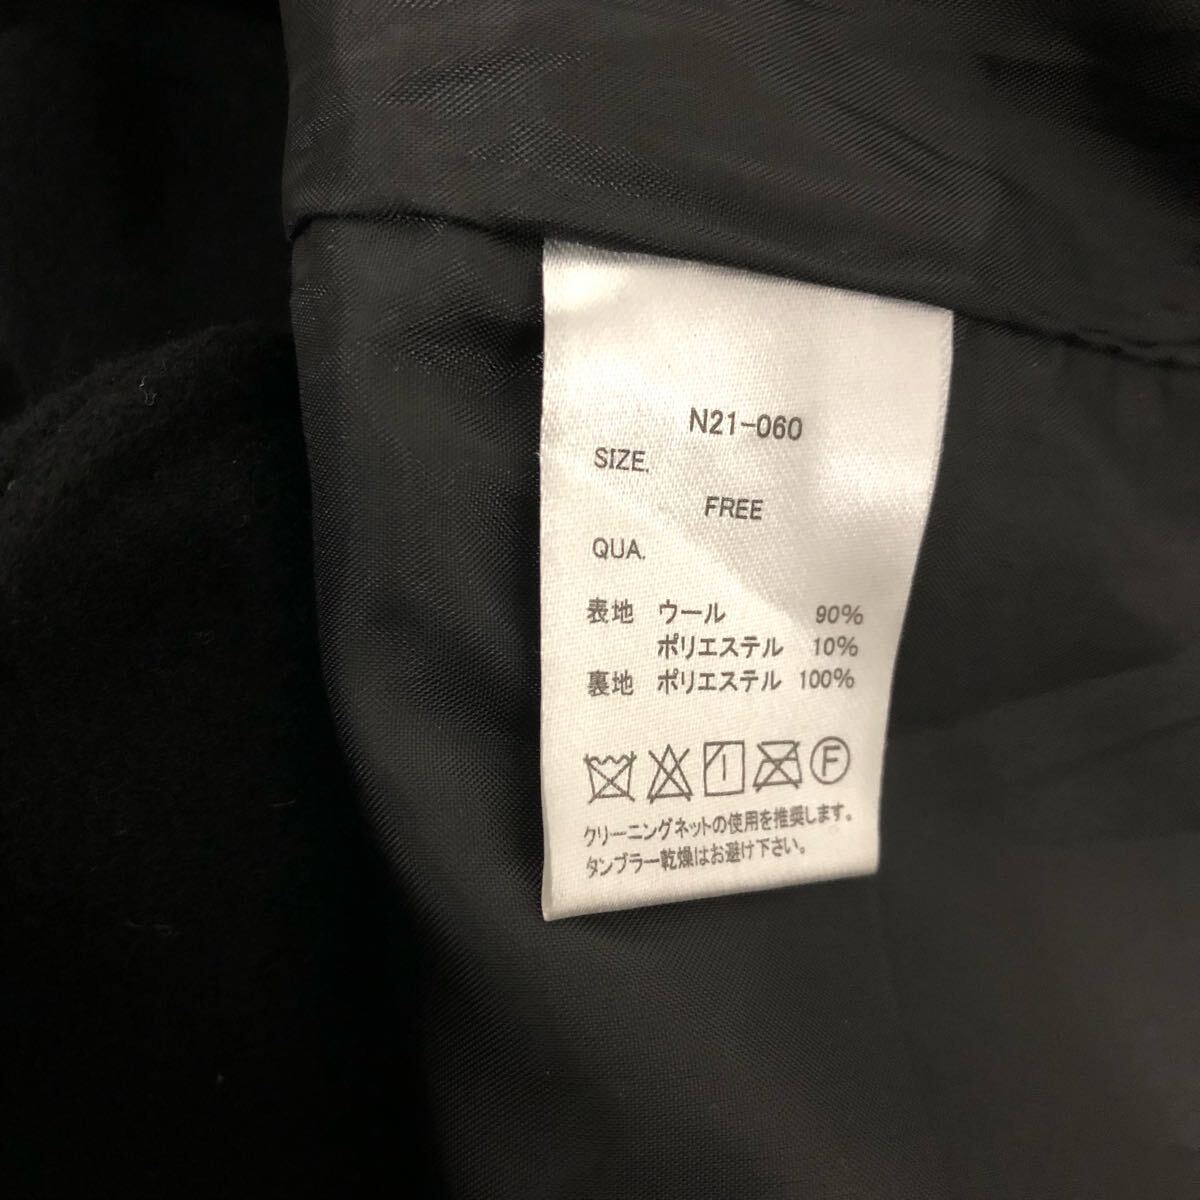 N21-060
SIZE.
FREE
QUA.
表地 ウール 90%
ポリエステル 10%
裏地 ポリエステル 100%
F
クリーニングネットの使用を推奨します。
タンブラー乾燥はお避け下さい。